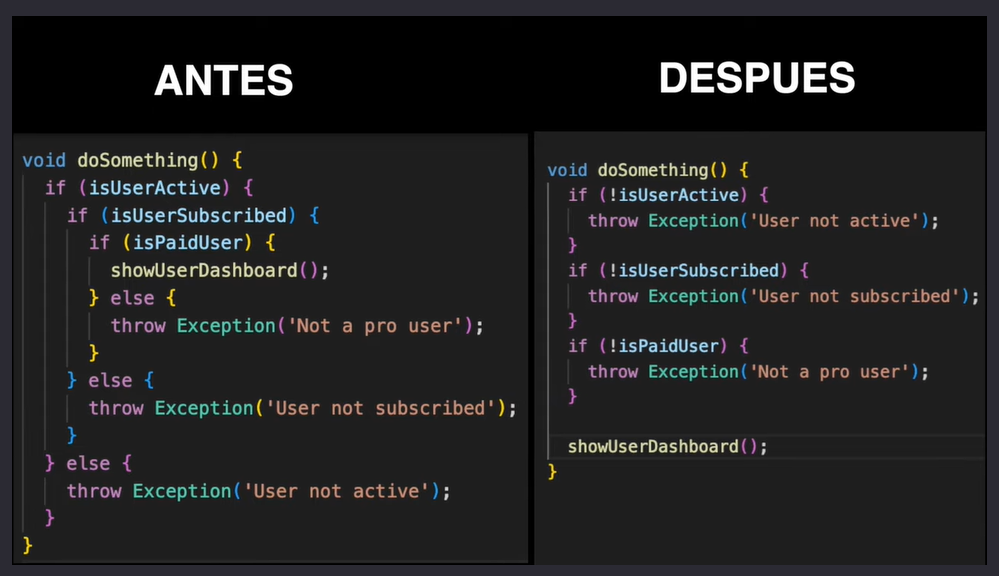 ANTES
void doSomething() {
if (isUserActive) {
if (isUserSubscribed) {
if (isPaidUser) {
showUserDashboard();
} else {
throw Exception('Not a pro user');
}
} else {
throw Exception('User not subscribed');
}
} else {
throw Exception('User not active');
}
}
DESPUES
void doSomething() {
if (!isUserActive) {
throw Exception('User not active');
}
if (!isUserSubscribed) {
throw Exception('User not subscribed');
}
if (!isPaidUser) {
throw Exception('Not a pro user');
}
showUserDashboard();
}